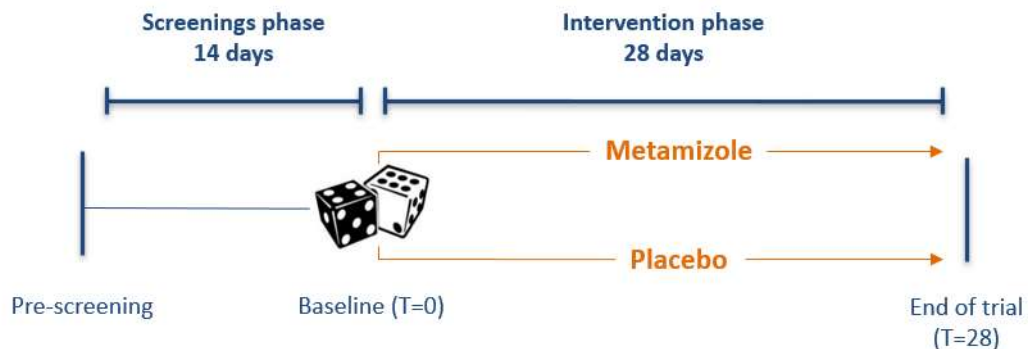 Screenings phase
14 days
Intervention phase
28 days
Metamizole
Placebo
Pre-screening
Baseline (T=0)
End of trial
(T=28)